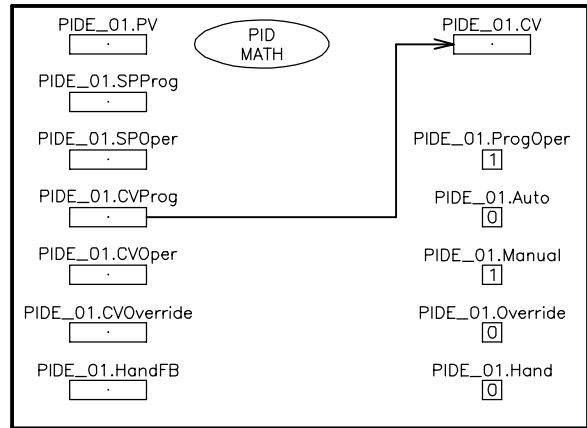 PIDE_01.PV
PID
MATH
PIDE_01.CV
PIDE_01.SPProg
PIDE_01.SPOper
PIDE_01.ProgOper
1
PIDE_01.CVProg
PIDE_01.Auto
0
PIDE_01.CVOper
PIDE_01.Manual
1
PIDE_01.CVOverride
PIDE_01.Override
0
PIDE_01.HandFB
PIDE_01.Hand
0